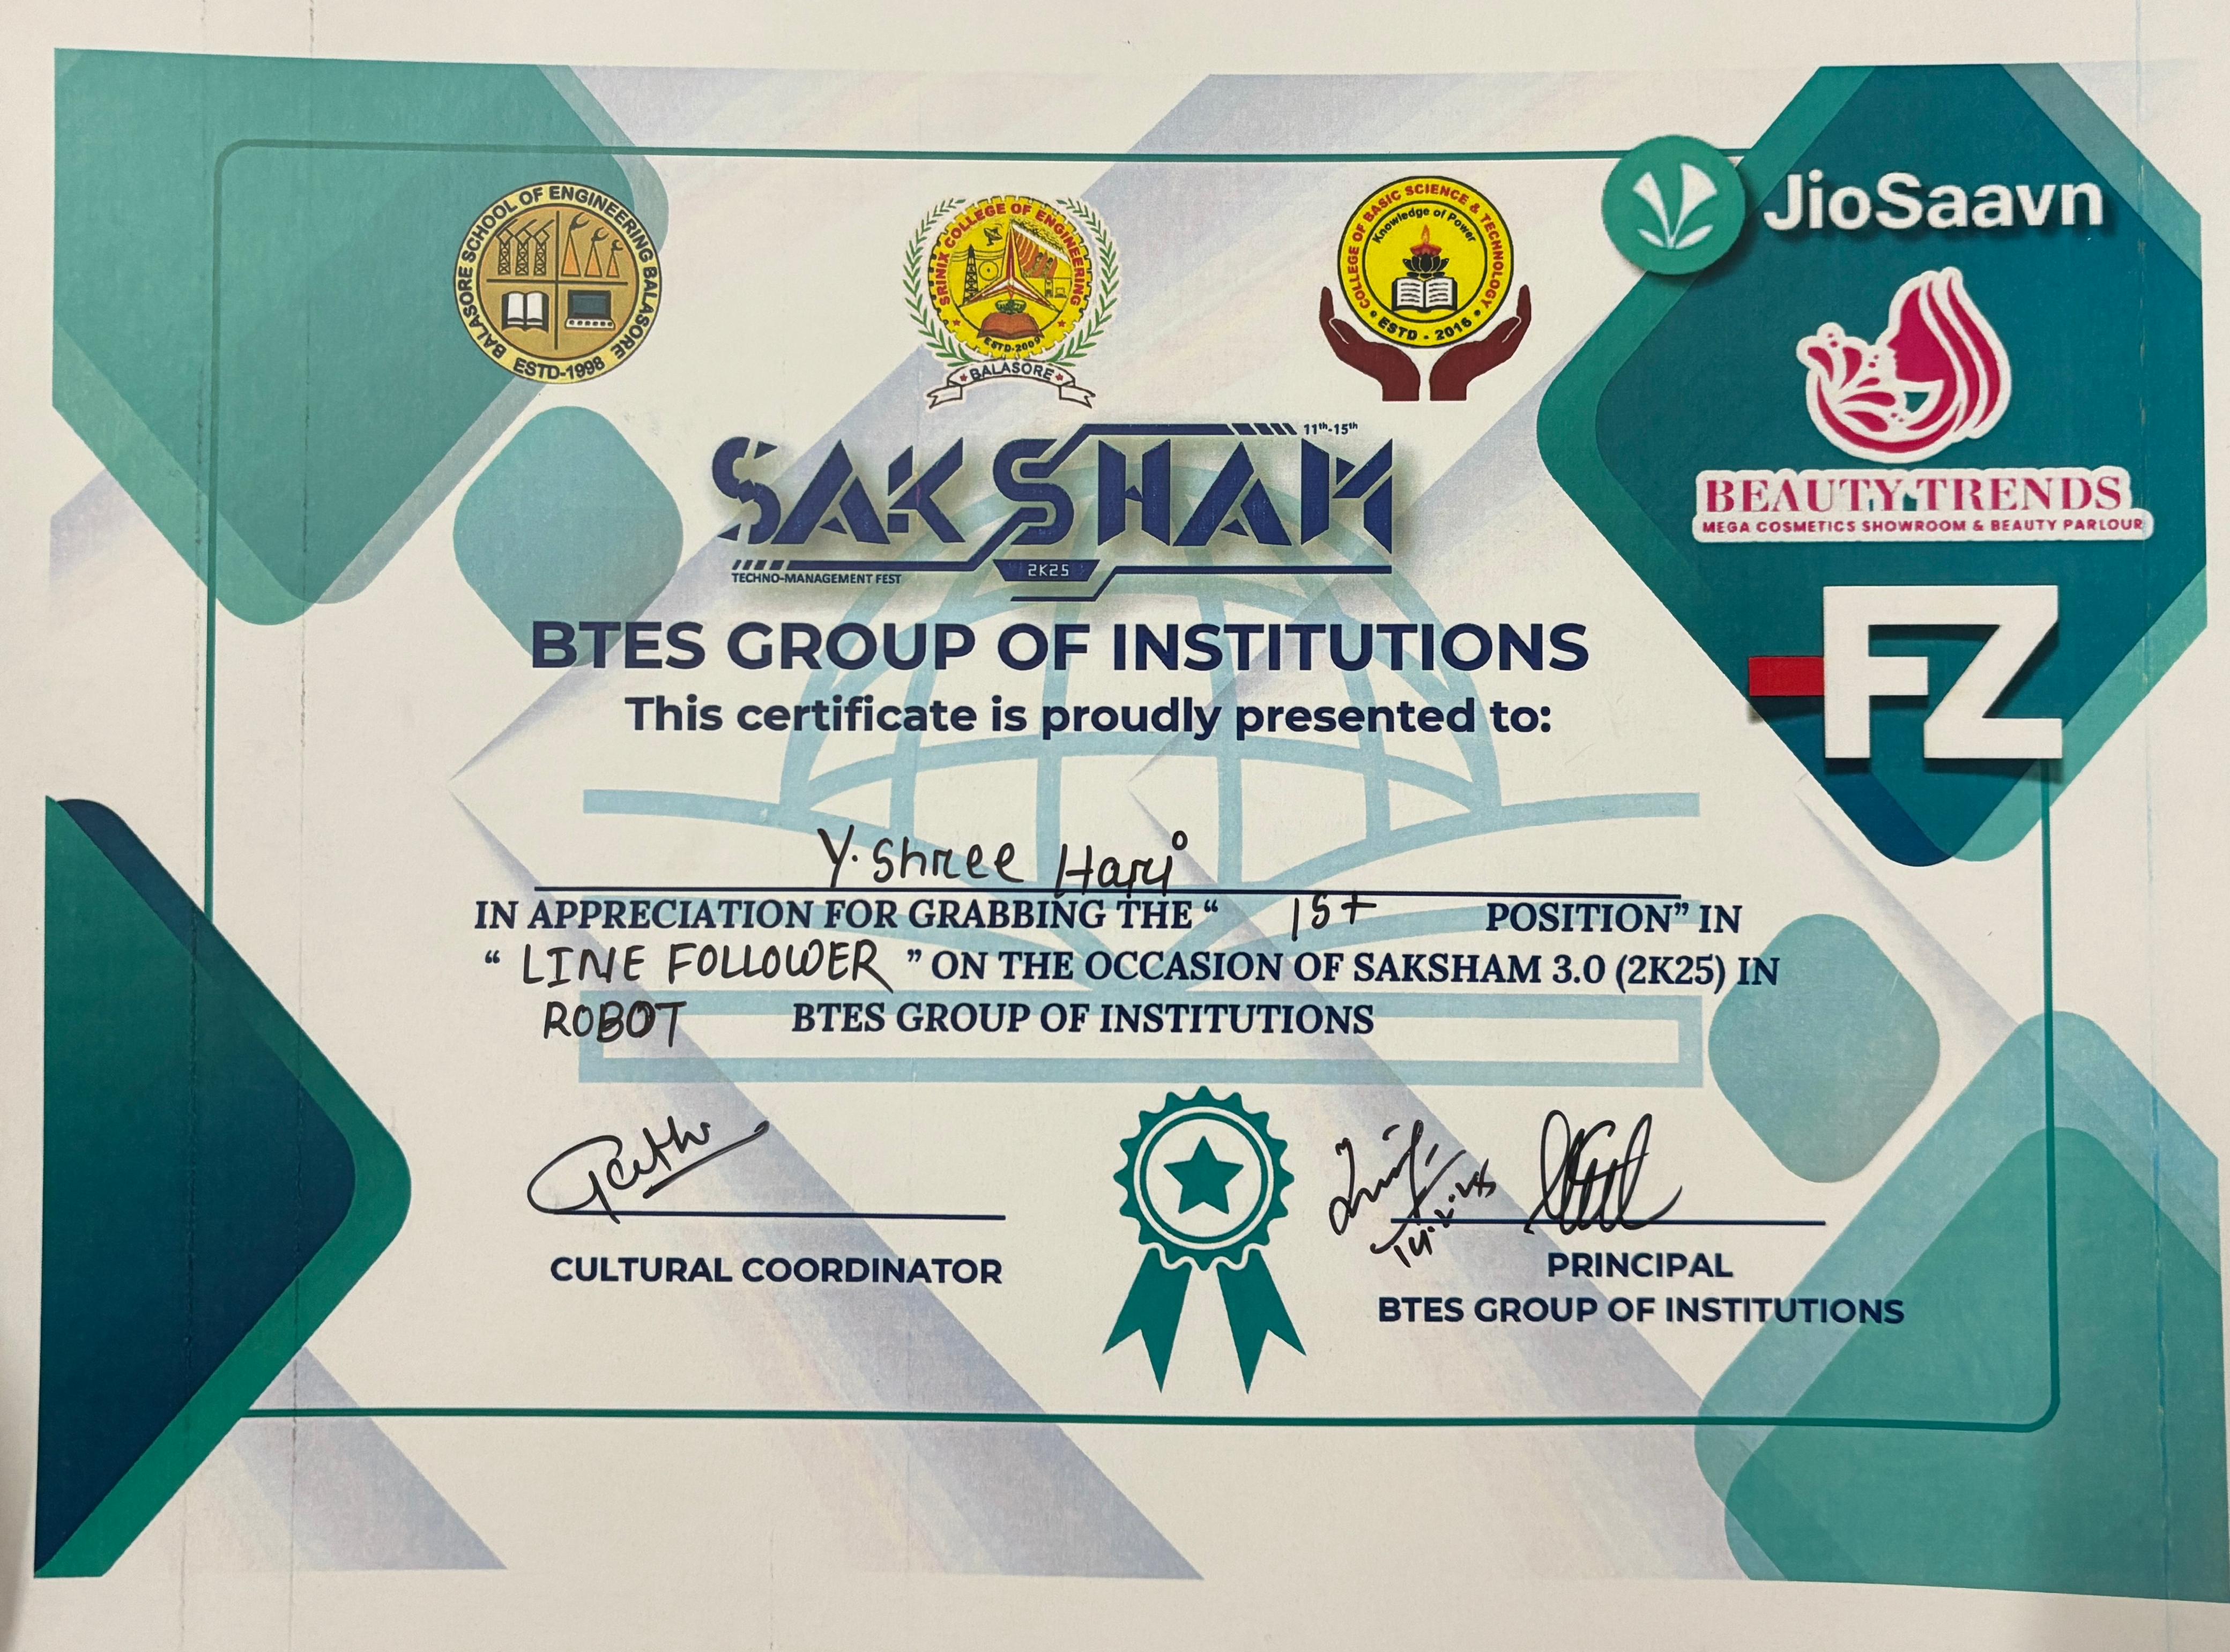 BALASORE SCHOOL OF ENGINEERING BALASORE
ESTD-1998
SRINIX COLLEGE OF ENGINEERING
ESTD-2009
BALASORE
COLLEGE OF BASIC SCIENCE & TECHNOLOGY
Knowledge of Power
ESTD - 2016
JioSaavn
BEAUTY TRENDS
MEGA COSMETICS SHOWROOM & BEAUTY PARLOUR
FZ
11th-15th
SAKSHAM
TECHNO-MANAGEMENT FEST
2K25
BTES GROUP OF INSTITUTIONS
This certificate is proudly presented to:
Y. Shree Hari
IN APPRECIATION FOR GRABBING THE “ 1st POSITION” IN
“ LINE FOLLOWER ” ON THE OCCASION OF SAKSHAM 3.0 (2K25) IN
ROBOT BTES GROUP OF INSTITUTIONS
14.2.25
CULTURAL COORDINATOR
PRINCIPAL
BTES GROUP OF INSTITUTIONS